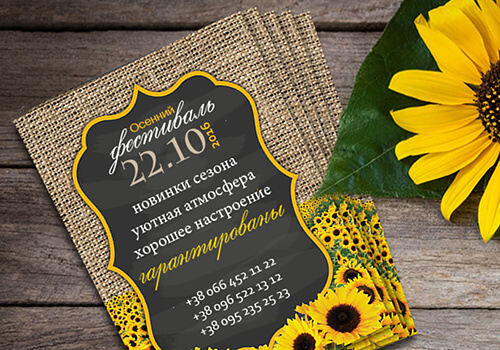 Осенний
фестиваль
22.10
2016
новинки сезона
уютная атмосфера
хорошее настроение
гарантированы
+38 066 452 11 22
+38 096 522 13 12
+38 095 235 25 23